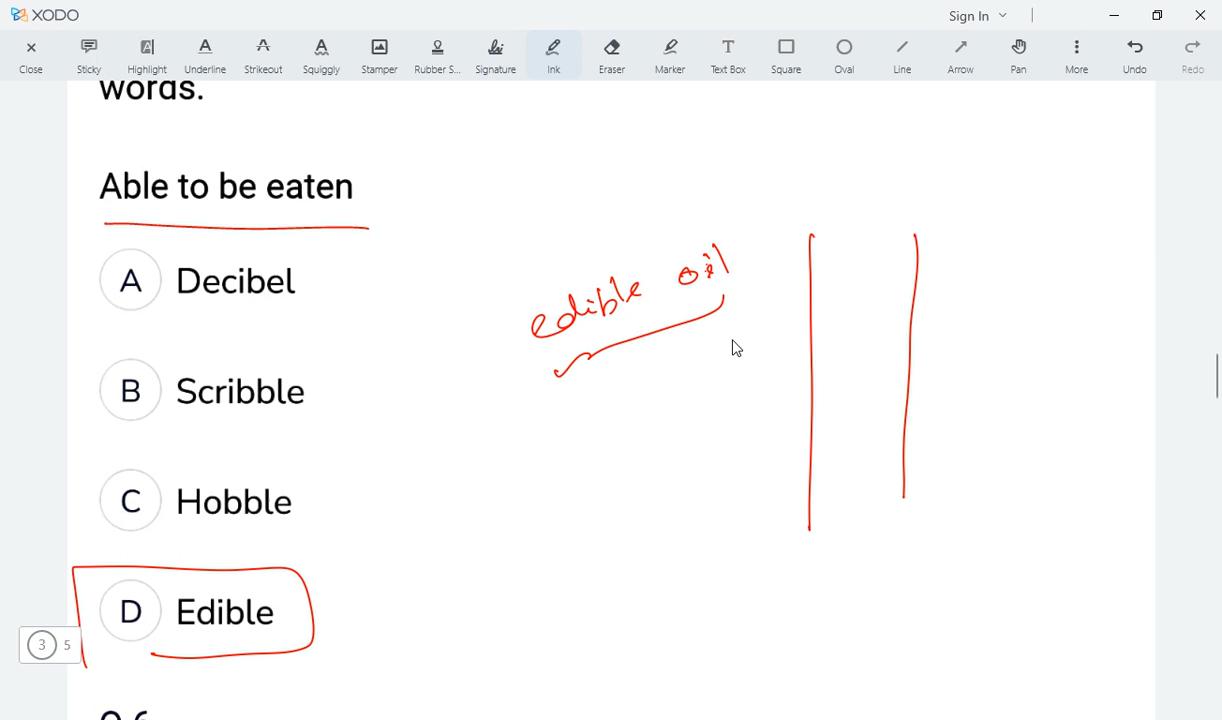 XODO
Sign In
Close Sticky Highlight Underline Strikeout Squiggly Stamper Rubber S... Signature Ink Eraser Marker Text Box Square Oval Line Arrow Pan More Undo Redo
words.
Able to be eaten
A Decibel
edible oil
B Scribble
C Hobble
D Edible
3 5